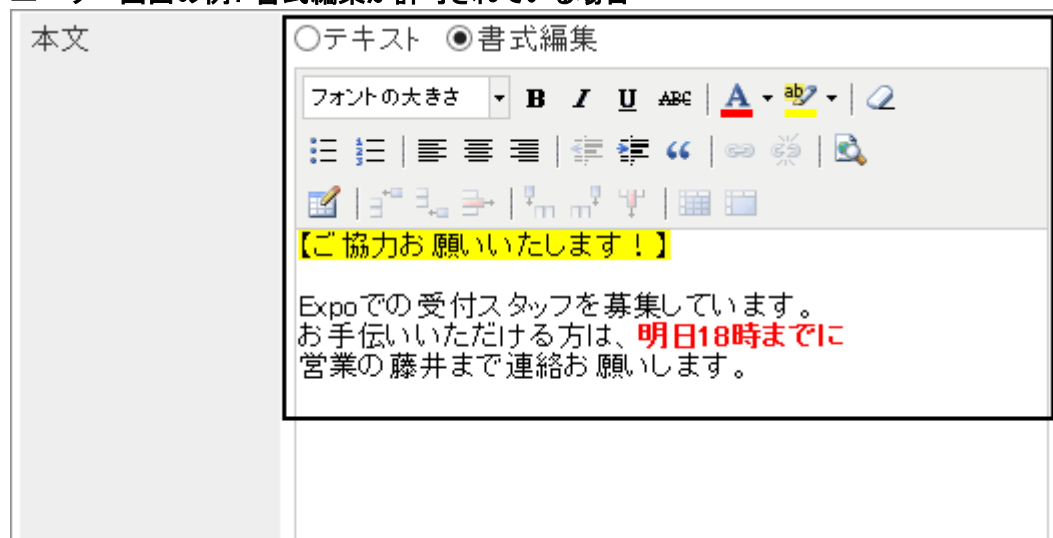 本文
○テキスト ◉書式編集
フォントの大きさ B I U ABC A ab
【ご協力お願いいたします！】
Expoでの受付スタッフを募集しています。
お手伝いいただける方は、明日18時までに
営業の藤井まで連絡お願いします。